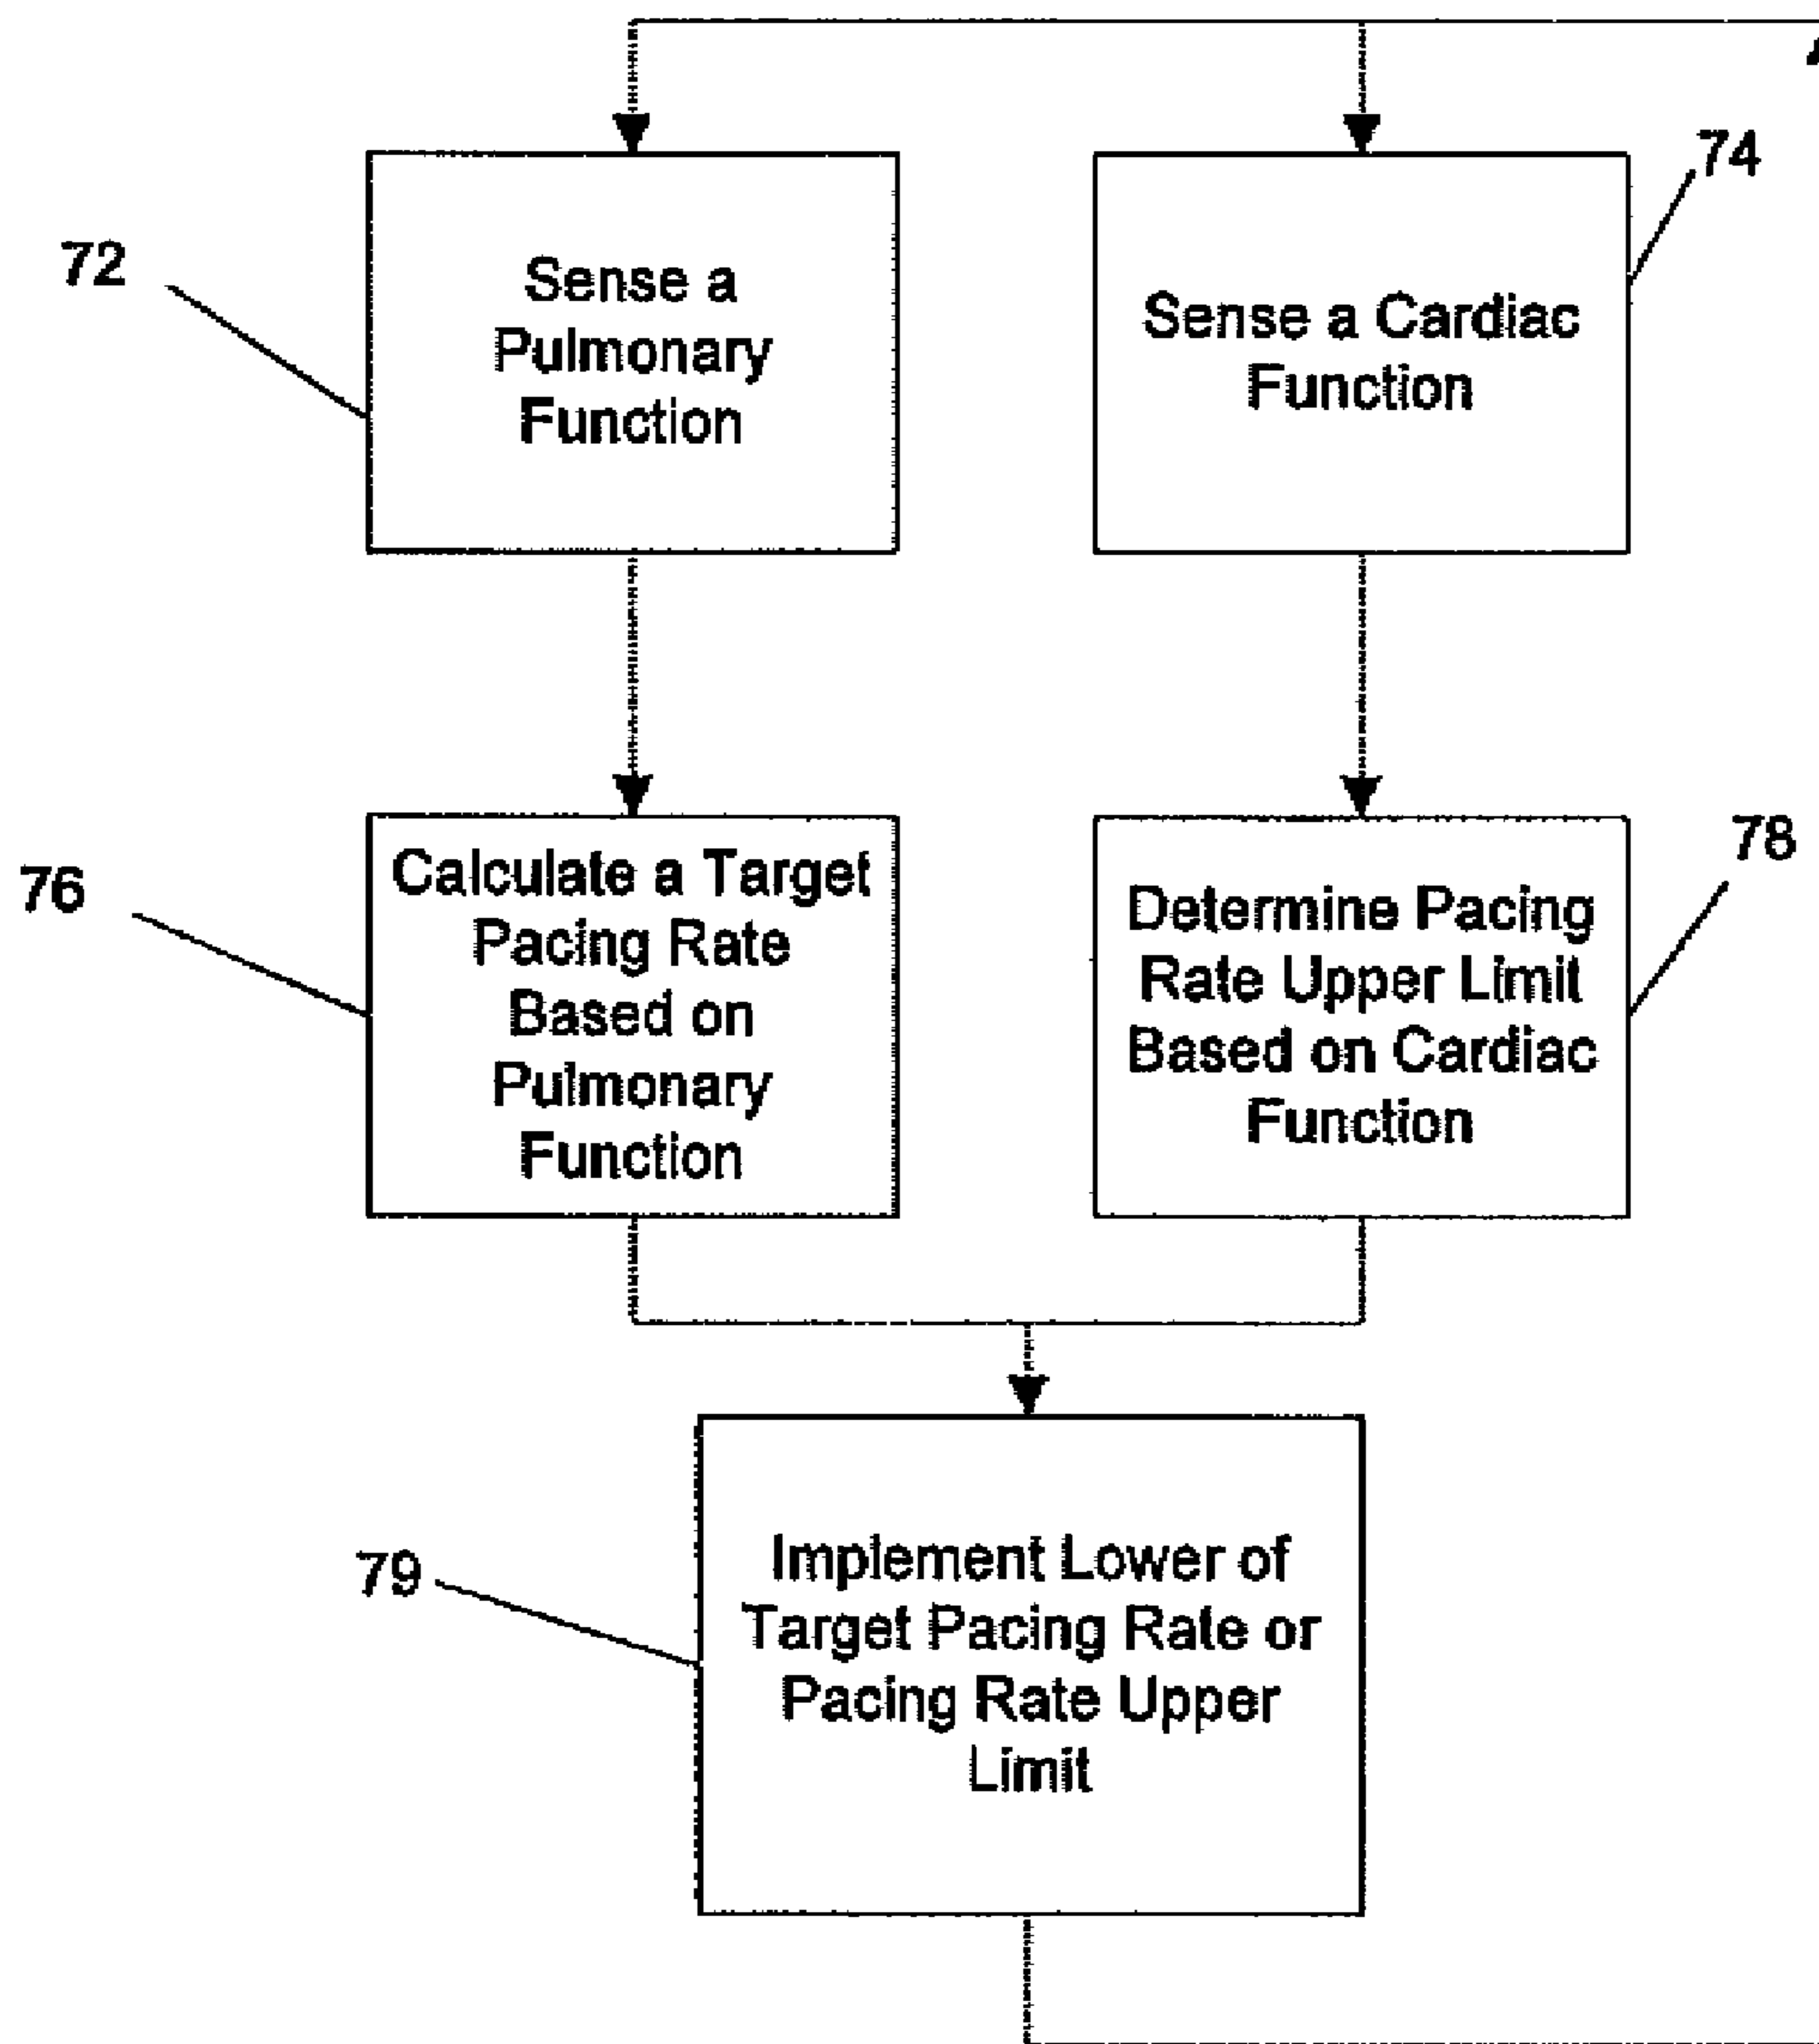 74
72
Sense a
Pulmonary
Function
Sense a Cardiac
Function
76
Calculate a Target
Pacing Rate
Based on
Pulmonary
Function
78
Determine Pacing
Rate Upper Limit
Based on Cardiac
Function
79
Implement Lower of
Target Pacing Rate or
Pacing Rate Upper
Limit